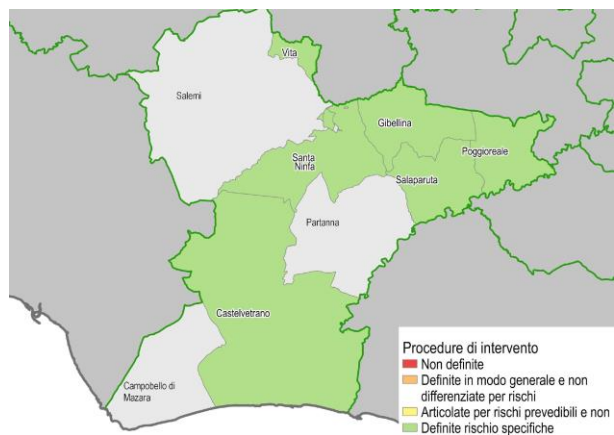 Vita
Salemi
Gibellina
Santa
Ninfa
Poggioreale
Salaparuta
Partanna
Castelvetrano
Campobello di
Mazara
Procedure di intervento
Non definite
Definite in modo generale e non
differenziate per rischi
Articolate per rischi prevedibili e non
Definite rischio specifiche